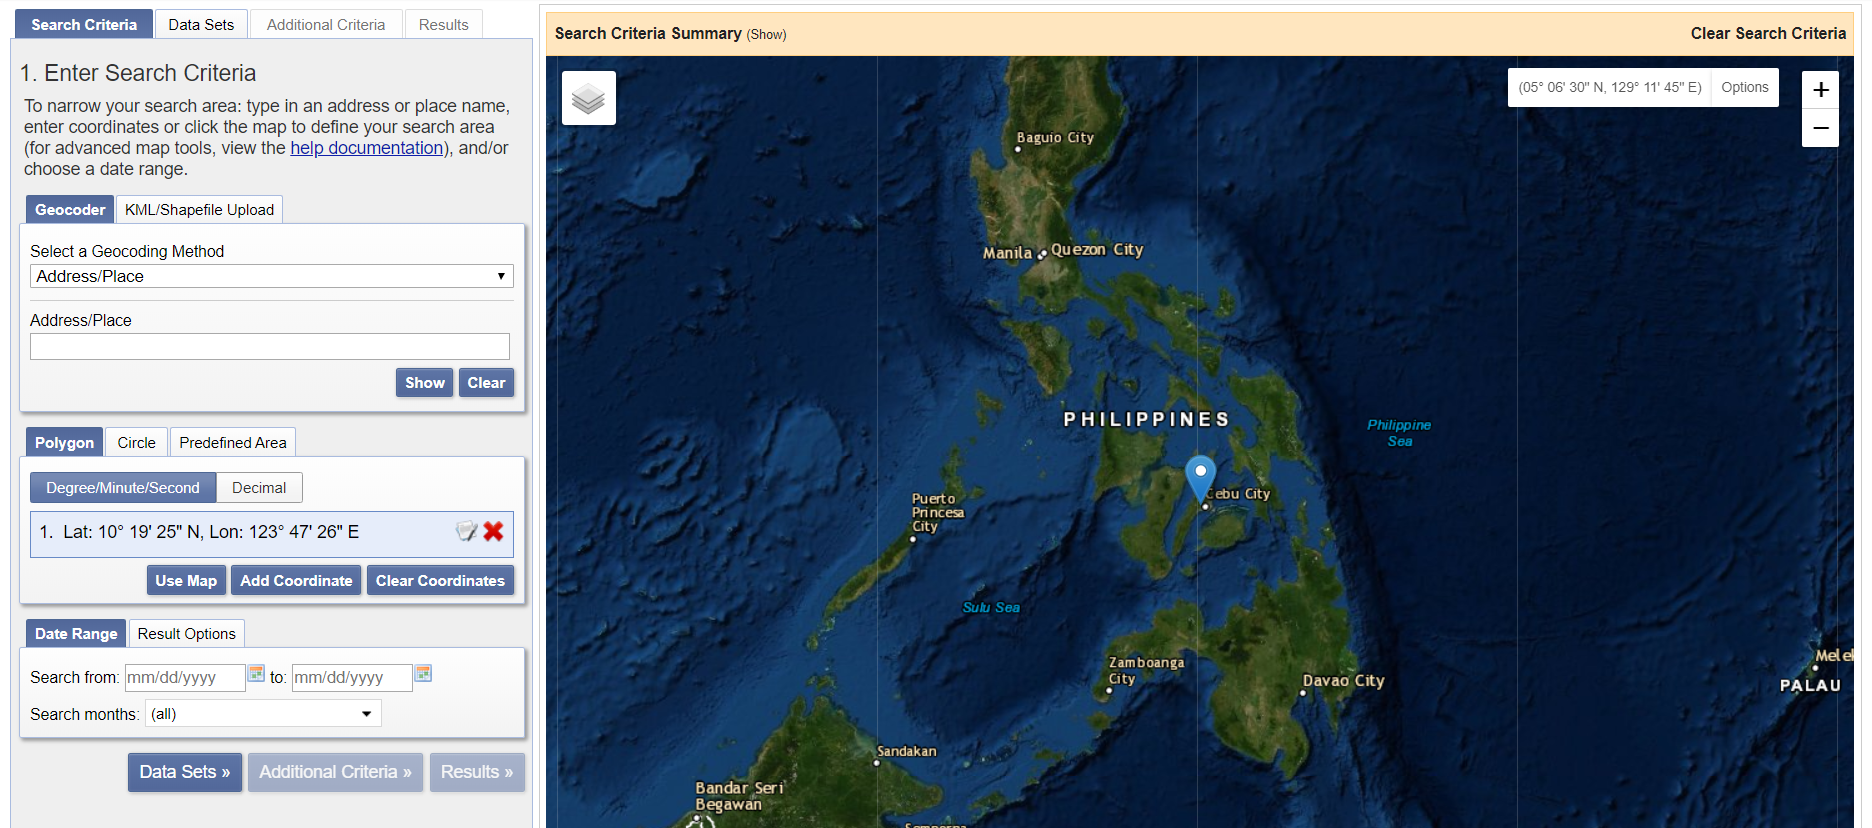 Search Criteria
Data Sets
Additional Criteria
Results
1. Enter Search Criteria
To narrow your search area: type in an address or place name,
enter coordinates or click the map to define your search area
(for advanced map tools, view the help documentation), and/or
choose a date range.
Geocoder
KML/Shapefile Upload
Select a Geocoding Method
Address/Place
Address/Place
Show
Clear
Polygon
Circle
Predefined Area
Degree/Minute/Second
Decimal
1. Lat: 10° 19' 25" N, Lon: 123° 47' 26" E
Use Map
Add Coordinate
Clear Coordinates
Date Range
Result Options
Search from: mm/dd/yyyy to: mm/dd/yyyy
Search months: (all)
Data Sets »
Additional Criteria »
Results »
Search Criteria Summary (Show)
Clear Search Criteria
(05° 06' 30" N, 129° 11' 45" E)
Options
+
−
Baguio City
Manila
Quezon City
PHILIPPINES
Philippine
Sea
Cebu City
Puerto
Princesa
City
Sulu Sea
Zamboanga
City
Davao City
Melek
PALAU
Sandakan
Bandar Seri
Begawan